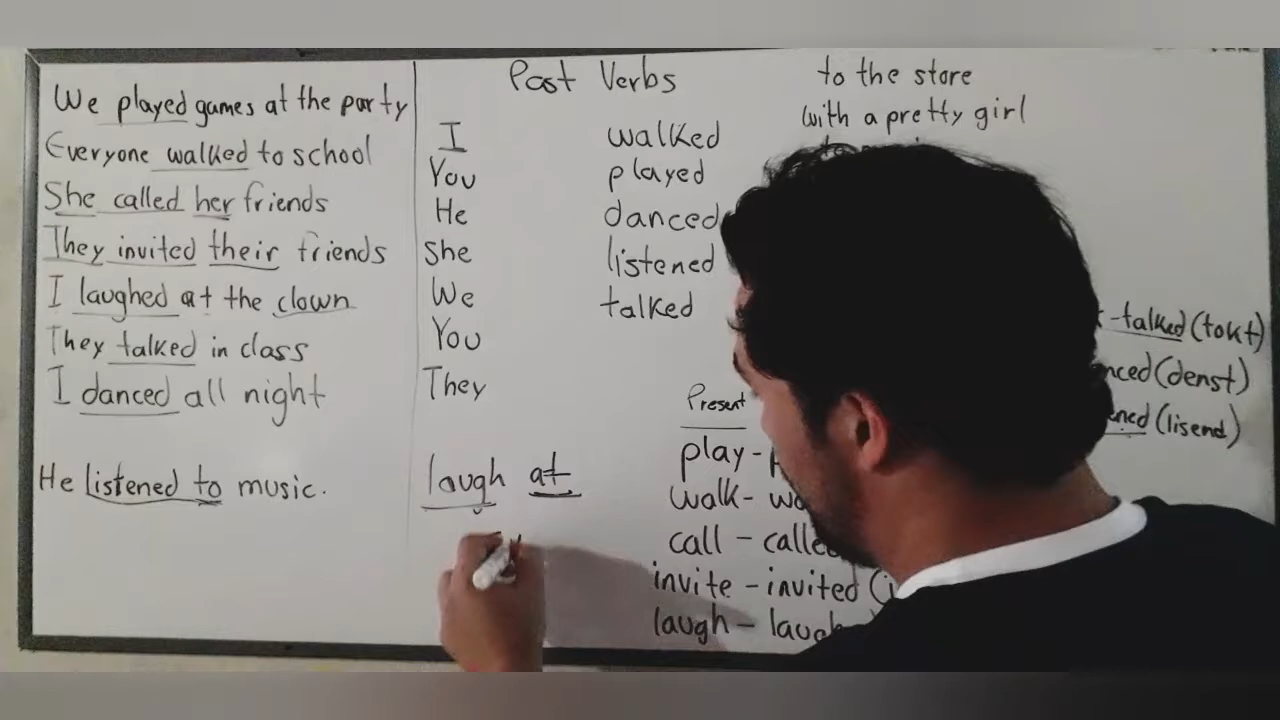 We played games at the party
Everyone walked to school
She called her friends
They invited their friends
I laughed at the clown
They talked in class
I danced all night
He listened to music.
Past Verbs
I
You
He
She
We
You
They
walked
played
danced
listened
talked
to the store
with a pretty girl
laugh at
Present
play -
walk -
call - called
invite - invited
laugh -
-talked (tokt)
(denst)
(lisend)